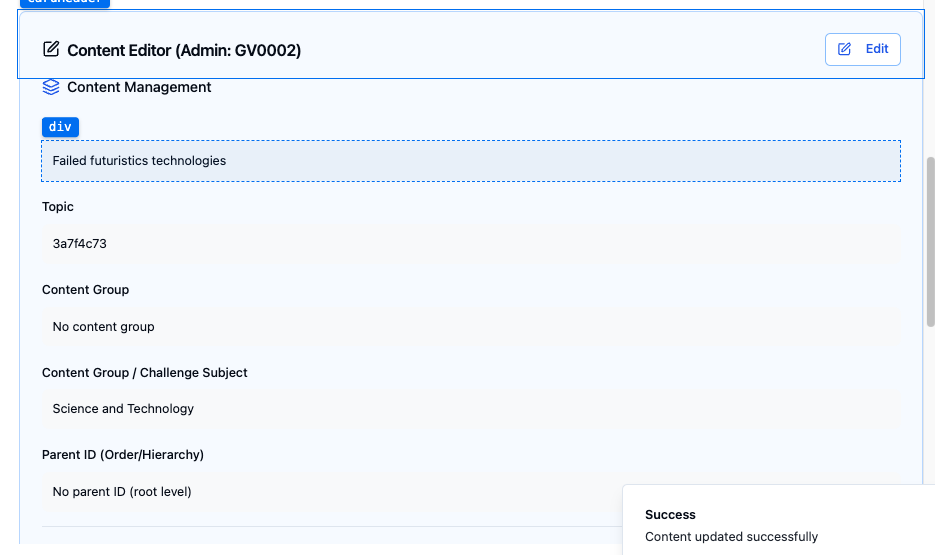 Content Editor (Admin: GV0002)
Edit
Content Management
div
Failed futuristics technologies
Topic
3a7f4c73
Content Group
No content group
Content Group / Challenge Subject
Science and Technology
Parent ID (Order/Hierarchy)
No parent ID (root level)
Success
Content updated successfully